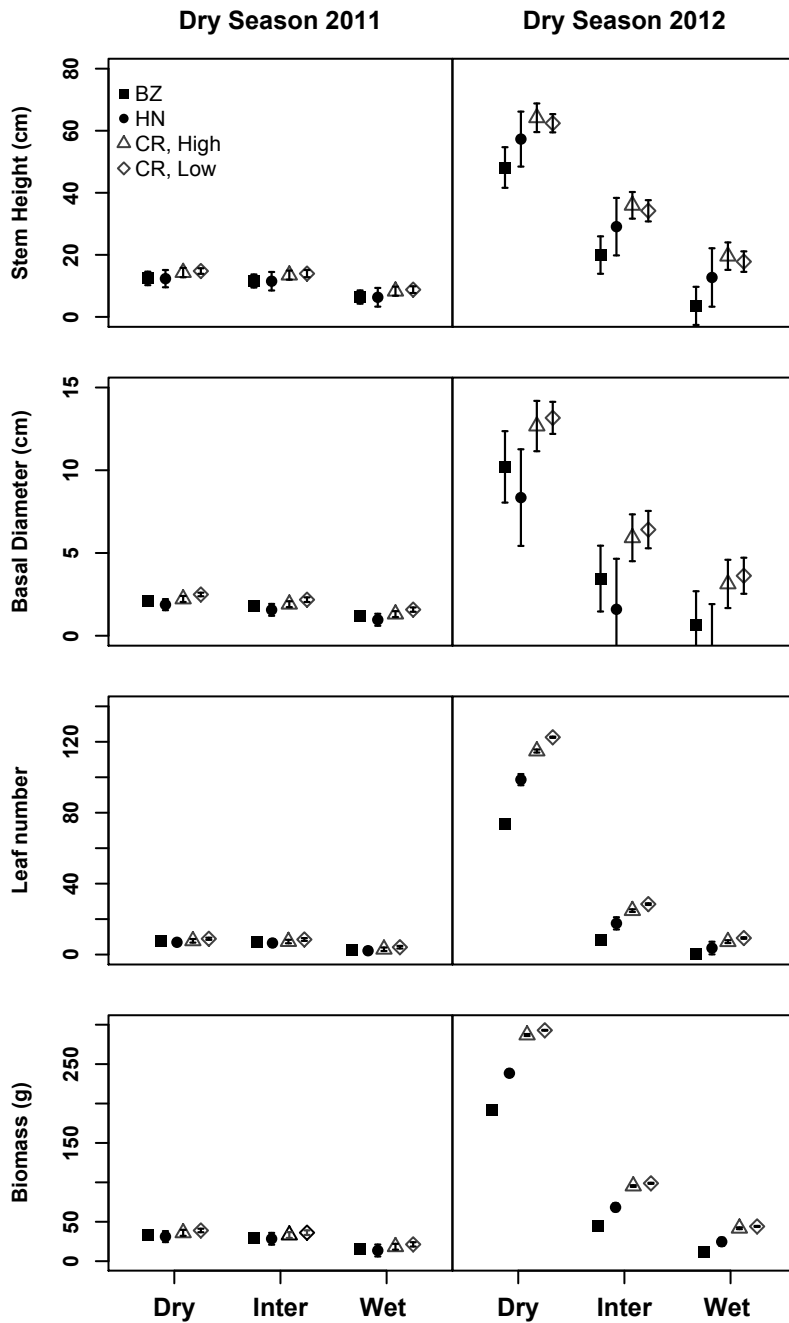 Dry Season 2011 Dry Season 2012
Stem Height (cm)
80
60
40
20
0
BZ
HN
CR, High
CR, Low
Basal Diameter (cm)
15
10
5
0
Leaf number
120
80
40
0
Biomass (g)
250
150
50
0
Dry Inter Wet Dry Inter Wet